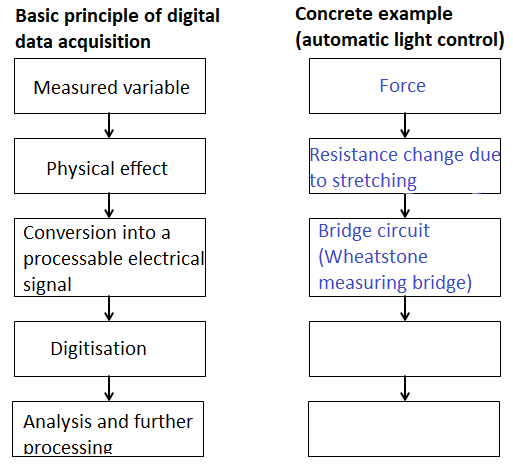 Basic principle of digital
data acquisition
Measured variable
Physical effect
Conversion into a
processable electrical
signal
Digitisation
Analysis and further
processing
Concrete example
(automatic light control)
Force
Resistance change due
to stretching
Bridge circuit
(Wheatstone
measuring bridge)